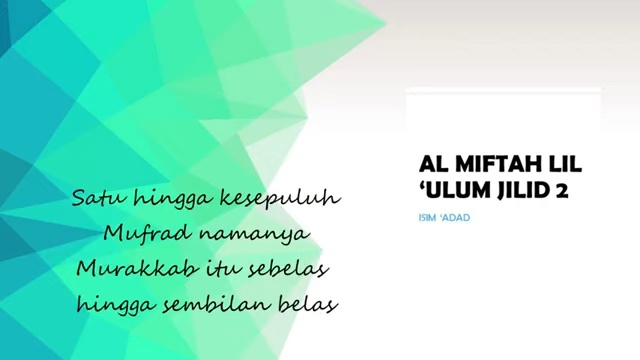 Satu hingga kesepuluh
Mufrad namanya
Murakkab itu sebelas
hingga sembilan belas
AL MIFTAH LIL
‘ULUM JILID 2
ISIM ‘ADAD